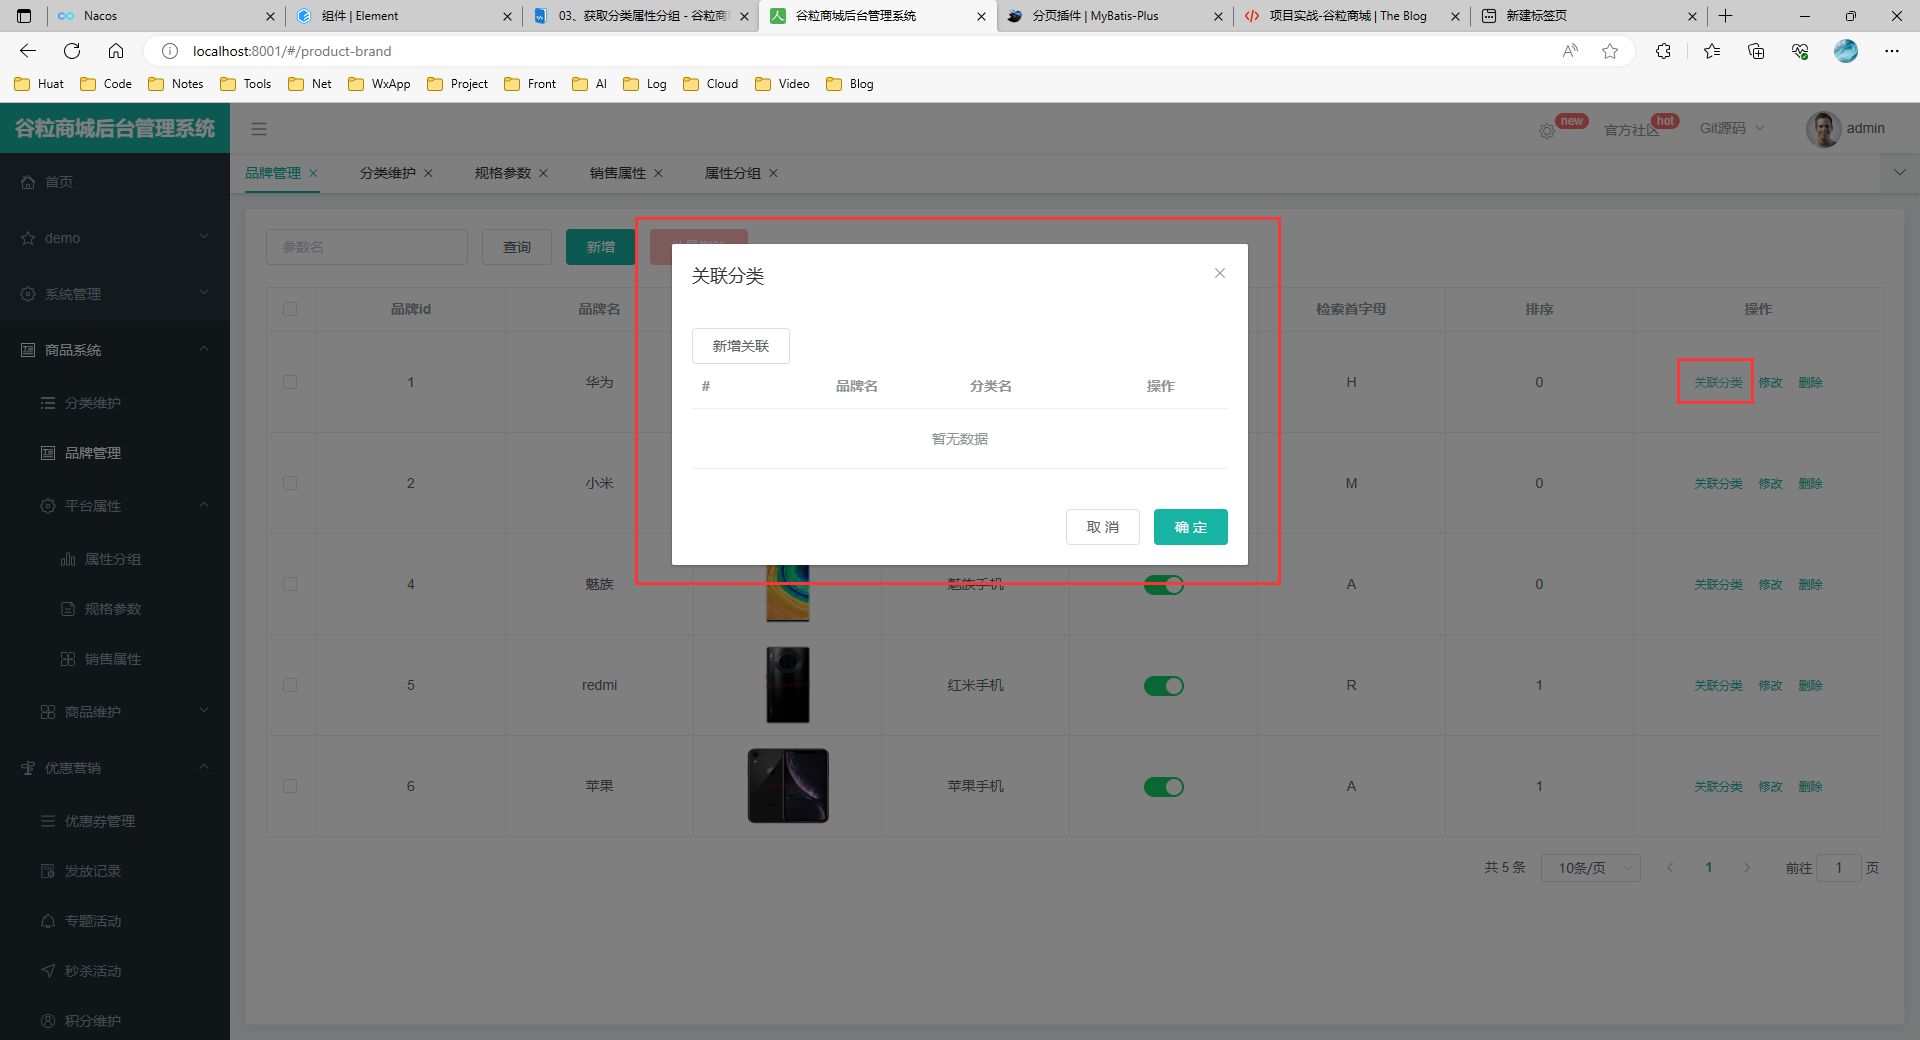 Nacos
组件 | Element
03、获取分类属性分组 - 谷粒商
谷粒商城后台管理系统
分页插件 | MyBatis-Plus
项目实战-谷粒商城 | The Blog
新建标签页
localhost:8001/#/product-brand
Huat Code Notes Tools Net WxApp Project Front AI Log Cloud Video Blog
谷粒商城后台管理系统
new
官方社区
hot
Git源码
admin
首页
demo
系统管理
商品系统
分类维护
品牌管理
平台属性
属性分组
规格参数
销售属性
商品维护
优惠营销
优惠券管理
发放记录
专题活动
秒杀活动
积分维护
品牌管理 分类维护 规格参数 销售属性 属性分组
参数名 查询 新增
品牌id 品牌名 检索首字母 排序 操作
1 华为 H 0 关联分类 修改 删除
2 小米 M 0 关联分类 修改 删除
4 魅族 魅族手机 A 0 关联分类 修改 删除
5 redmi 红米手机 R 1 关联分类 修改 删除
6 苹果 苹果手机 A 1 关联分类 修改 删除
共 5 条 10条/页 1 前往 1 页
关联分类
新增关联
# 品牌名 分类名 操作
暂无数据
取 消 确 定